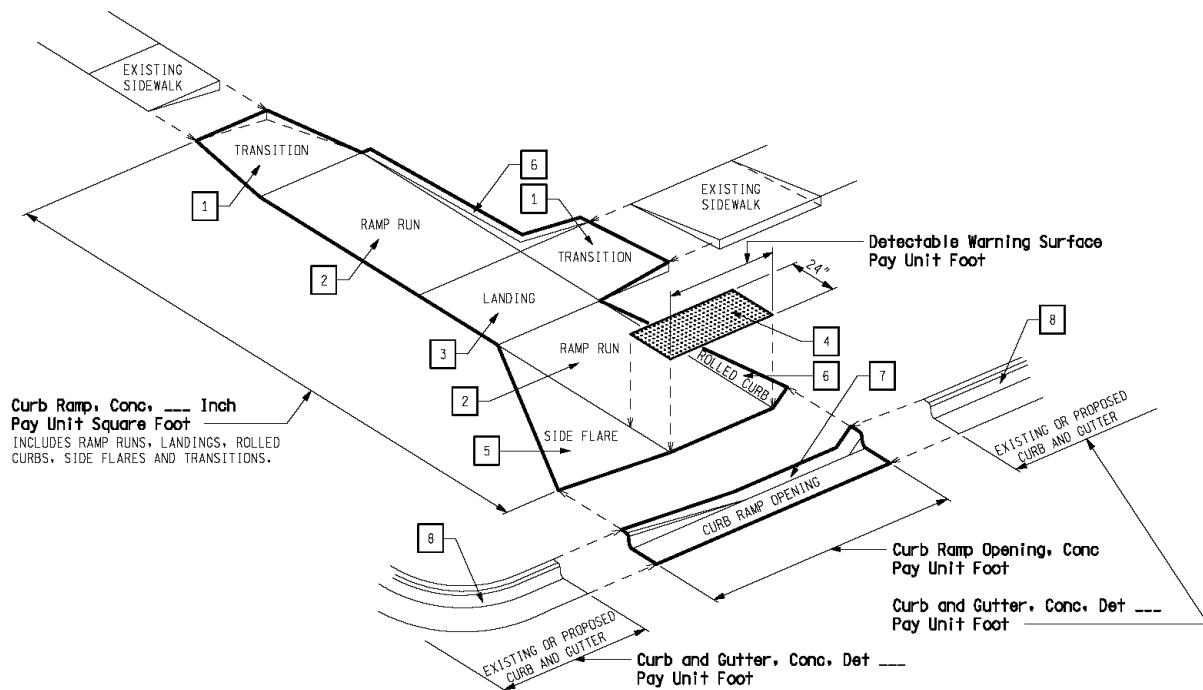 EXISTING
SIDEWALK
TRANSITION
1
6
1
EXISTING
SIDEWALK
RAMP RUN
2
TRANSITION
Detectable Warning Surface
Pay Unit Foot
24"
LANDING
3
4
8
RAMP RUN
2
ROLLED CURB
6
7
Curb Ramp, Conc, ___ Inch
Pay Unit Square Foot
INCLUDES RAMP RUNS, LANDINGS, ROLLED
CURBS, SIDE FLARES AND TRANSITIONS.
SIDE FLARE
5
EXISTING OR PROPOSED
CURB AND GUTTER
CURB RAMP OPENING
8
Curb Ramp Opening, Conc
Pay Unit Foot
Curb and Gutter, Conc, Det ___
Pay Unit Foot
EXISTING OR PROPOSED
CURB AND GUTTER
Curb and Gutter, Conc, Det ___
Pay Unit Foot